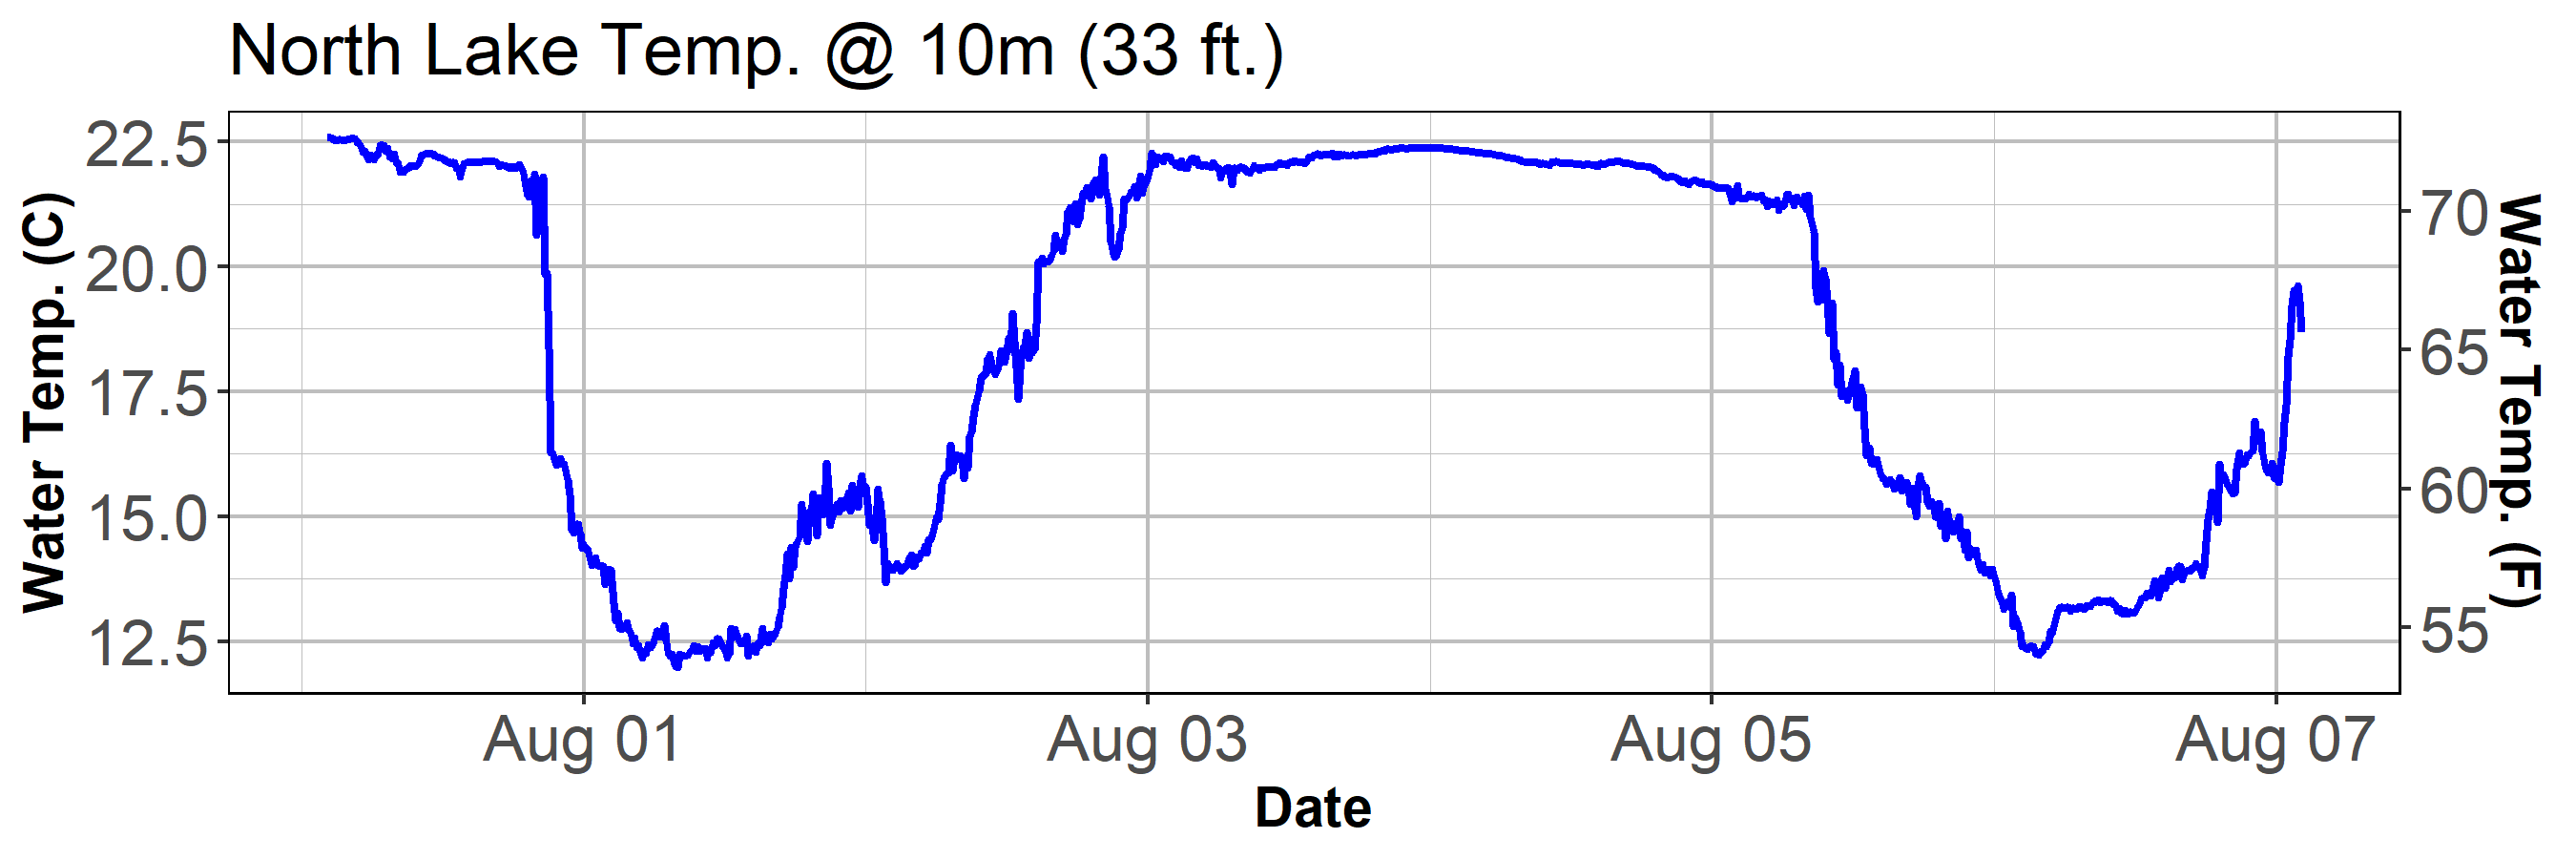 North Lake Temp. @ 10m (33 ft.)
Water Temp. (C)
22.5
20.0
17.5
15.0
12.5
70
65
60
55
Water Temp. (F)
Aug 01 Aug 03 Aug 05 Aug 07
Date